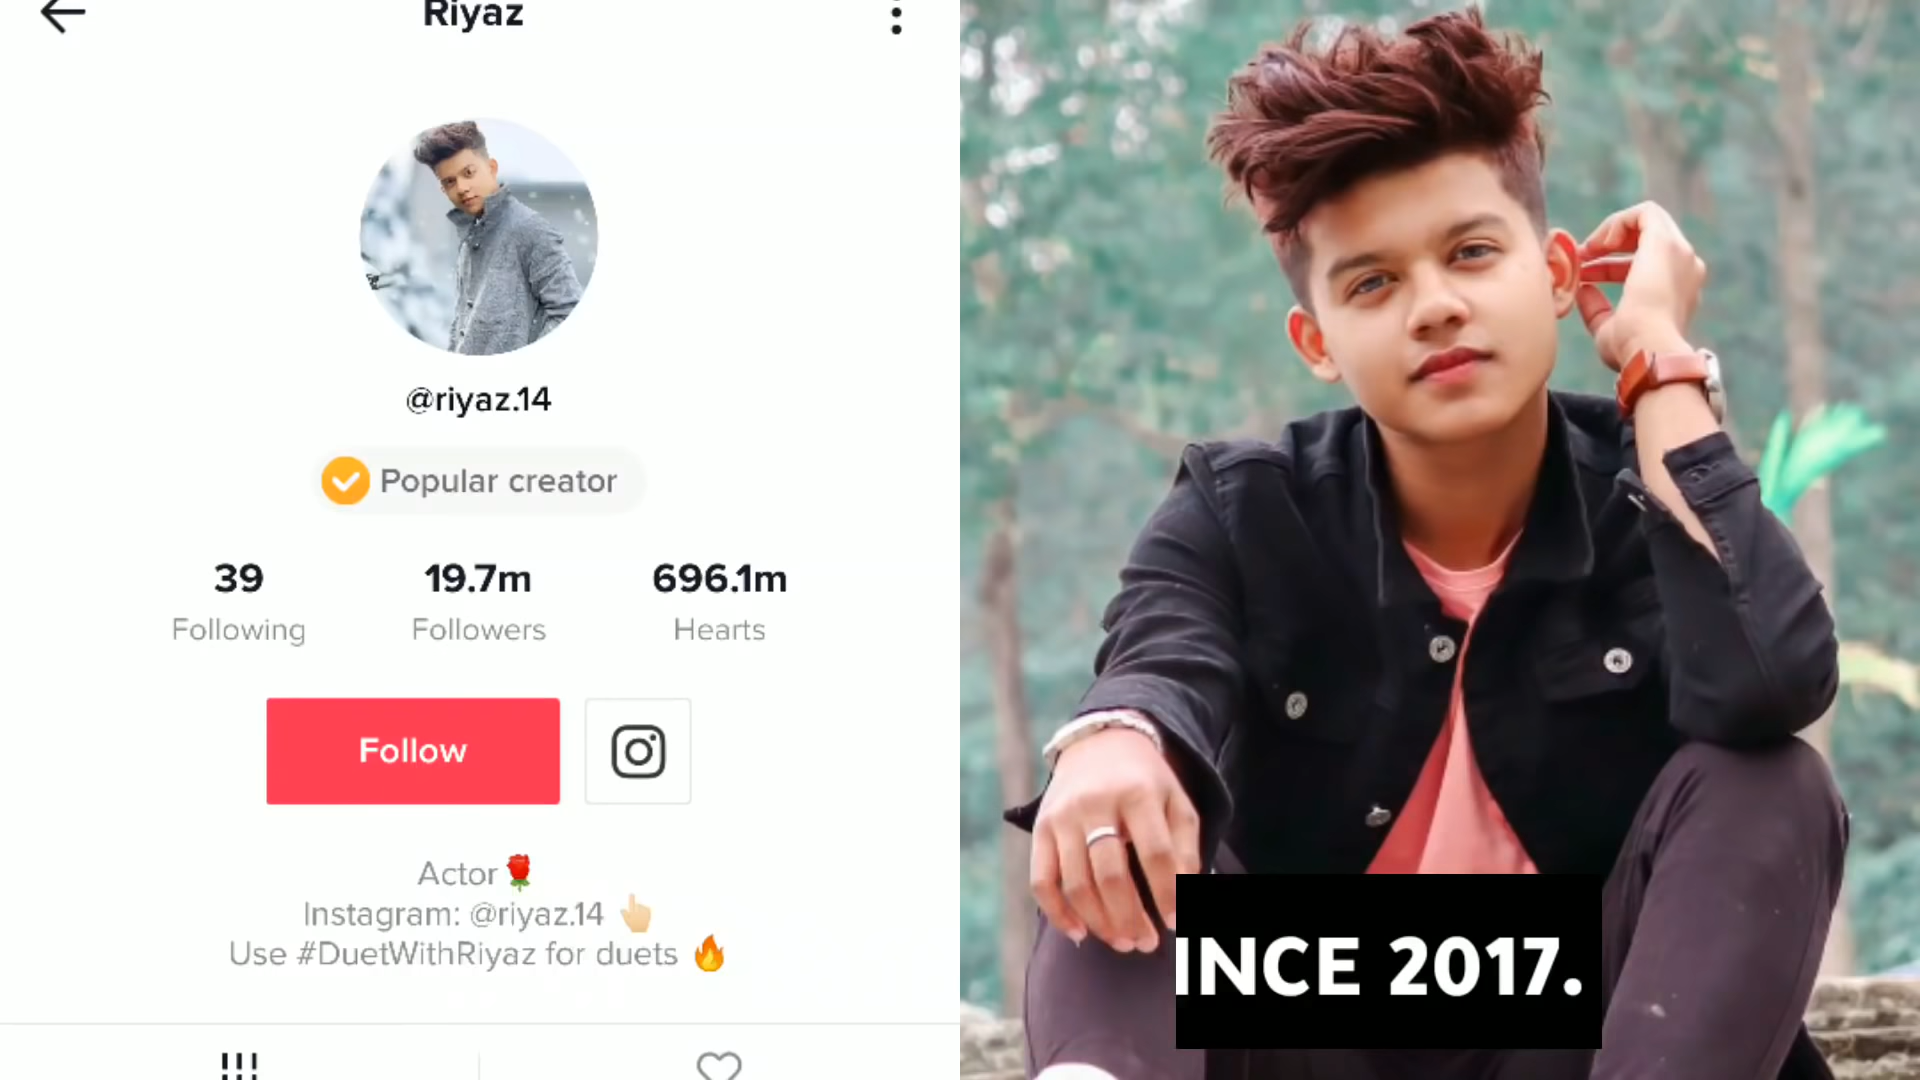 Riyaz
@riyaz.14
Popular creator
39 19.7m 696.1m
Following Followers Hearts
Follow
Actor🌹
Instagram: @riyaz.14 👆🏻
Use #DuetWithRiyaz for duets 🔥
INCE 2017.